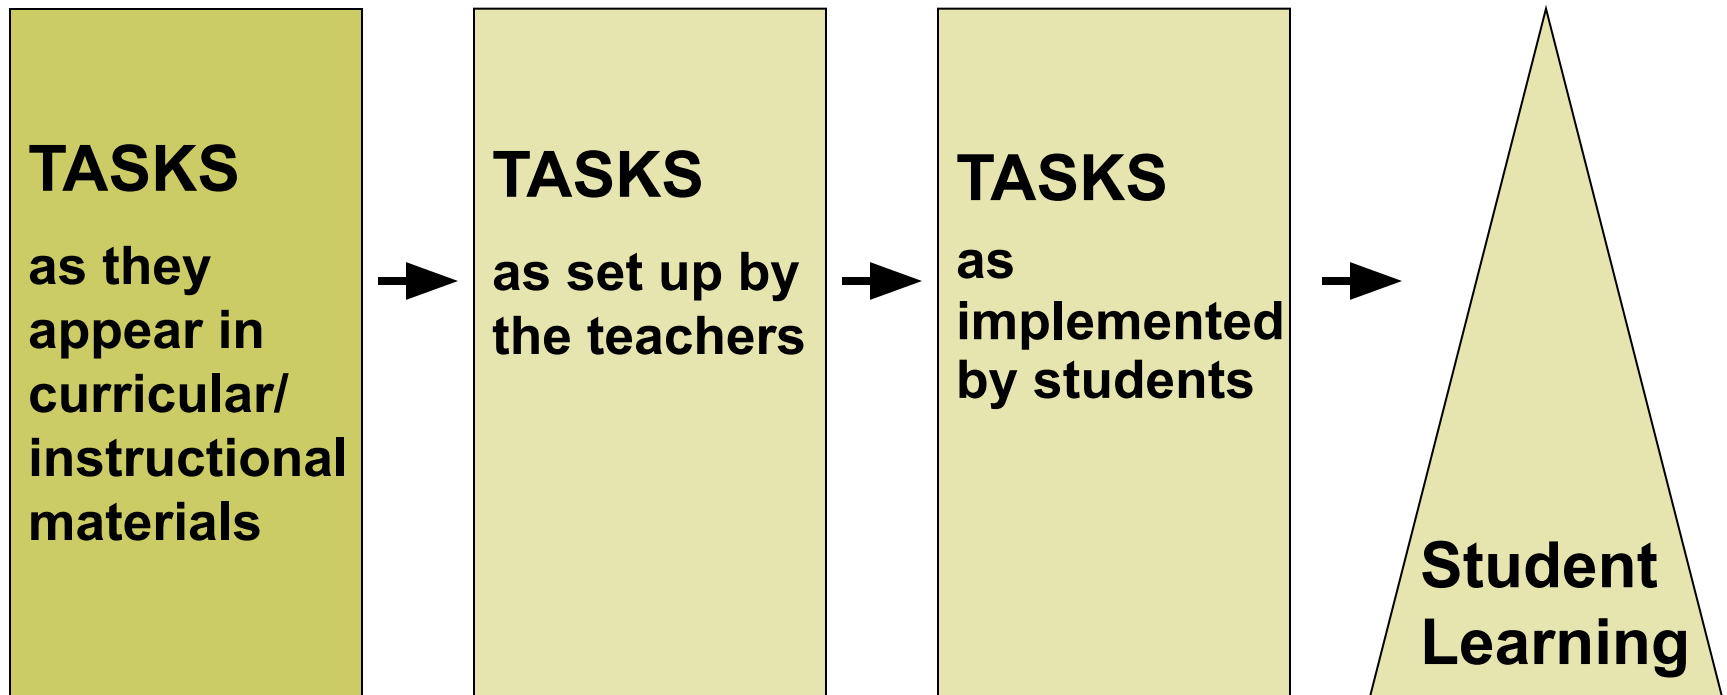 TASKS
as they
appear in
curricular/
instructional
materials
TASKS
as set up by
the teachers
TASKS
as
implemented
by students
Student
Learning